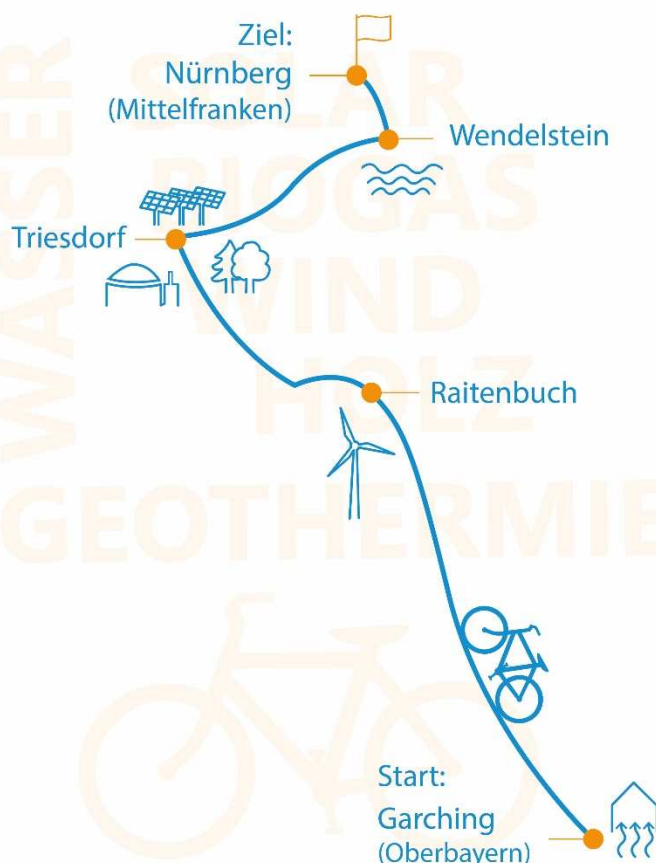 Ziel:
Nürnberg
(Mittelfranken)
Wendelstein
Triesdorf
Raitenbuch
Start:
Garching
(Oberbayern)
WASSER
SOLAR
BIOGAS
WIND
HOLZ
GEOTHERMIE